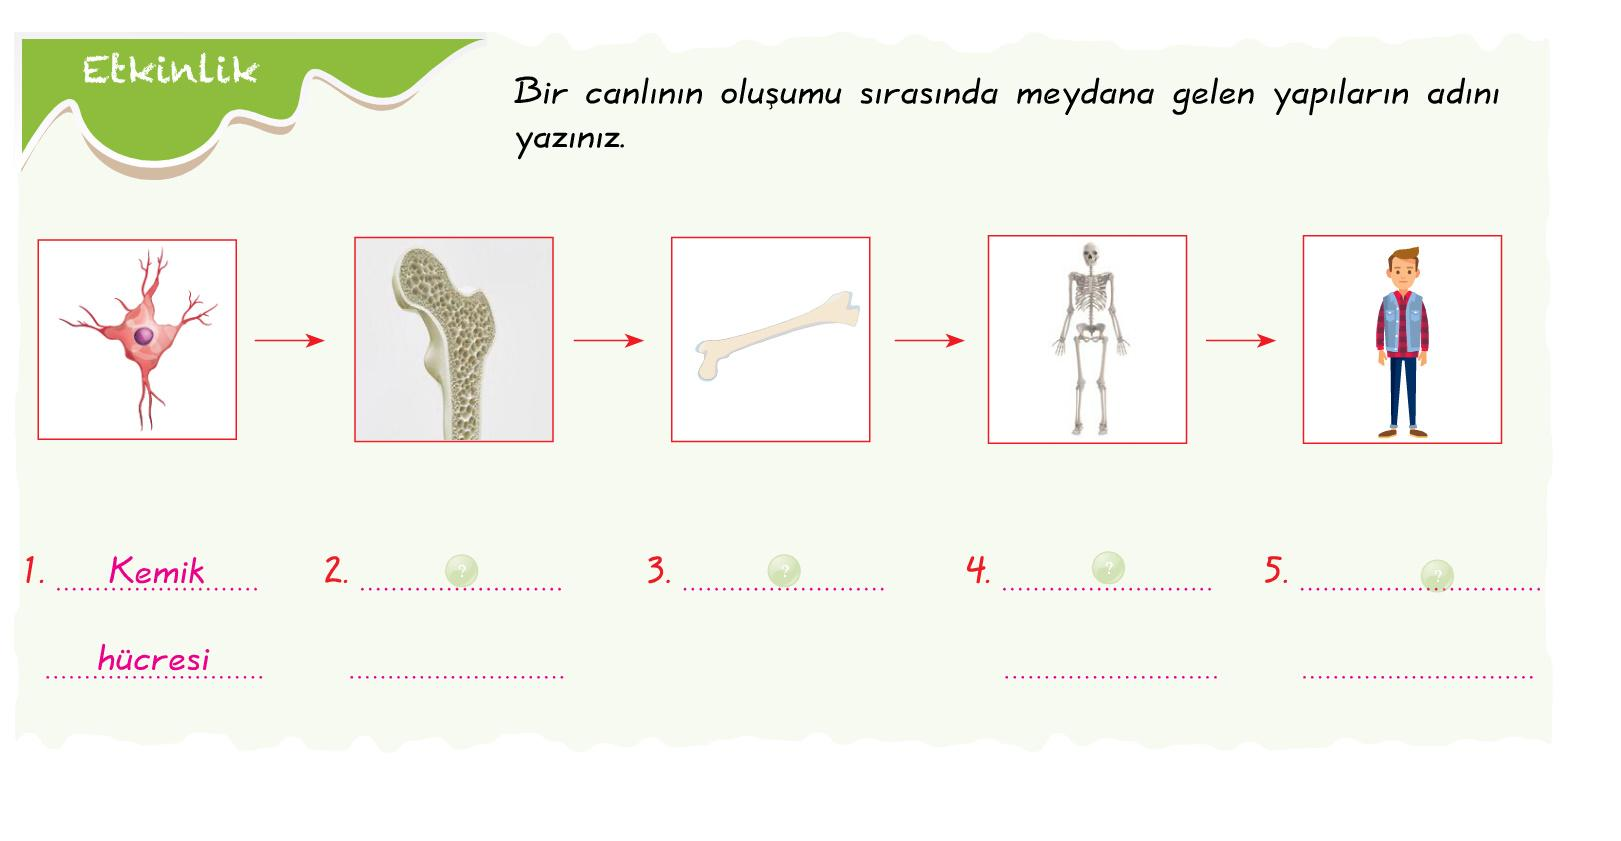 Etkinlik
Bir canlının oluşumu sırasında meydana gelen yapıların adını
yazınız.
1. Kemik 2. ? 3. ? 4. ? 5. ?
hücresi